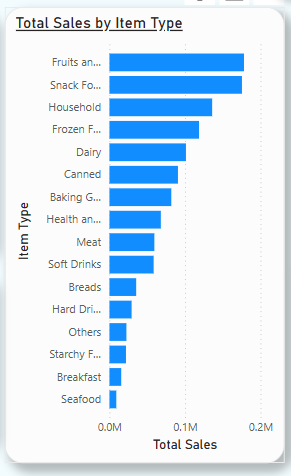 Total Sales by Item Type
Fruits an...
Snack Fo...
Household
Frozen F...
Dairy
Canned
Baking G...
Health an...
Meat
Soft Drinks
Breads
Hard Dri...
Others
Starchy F...
Breakfast
Seafood
Item Type
0.0M 0.1M 0.2M
Total Sales